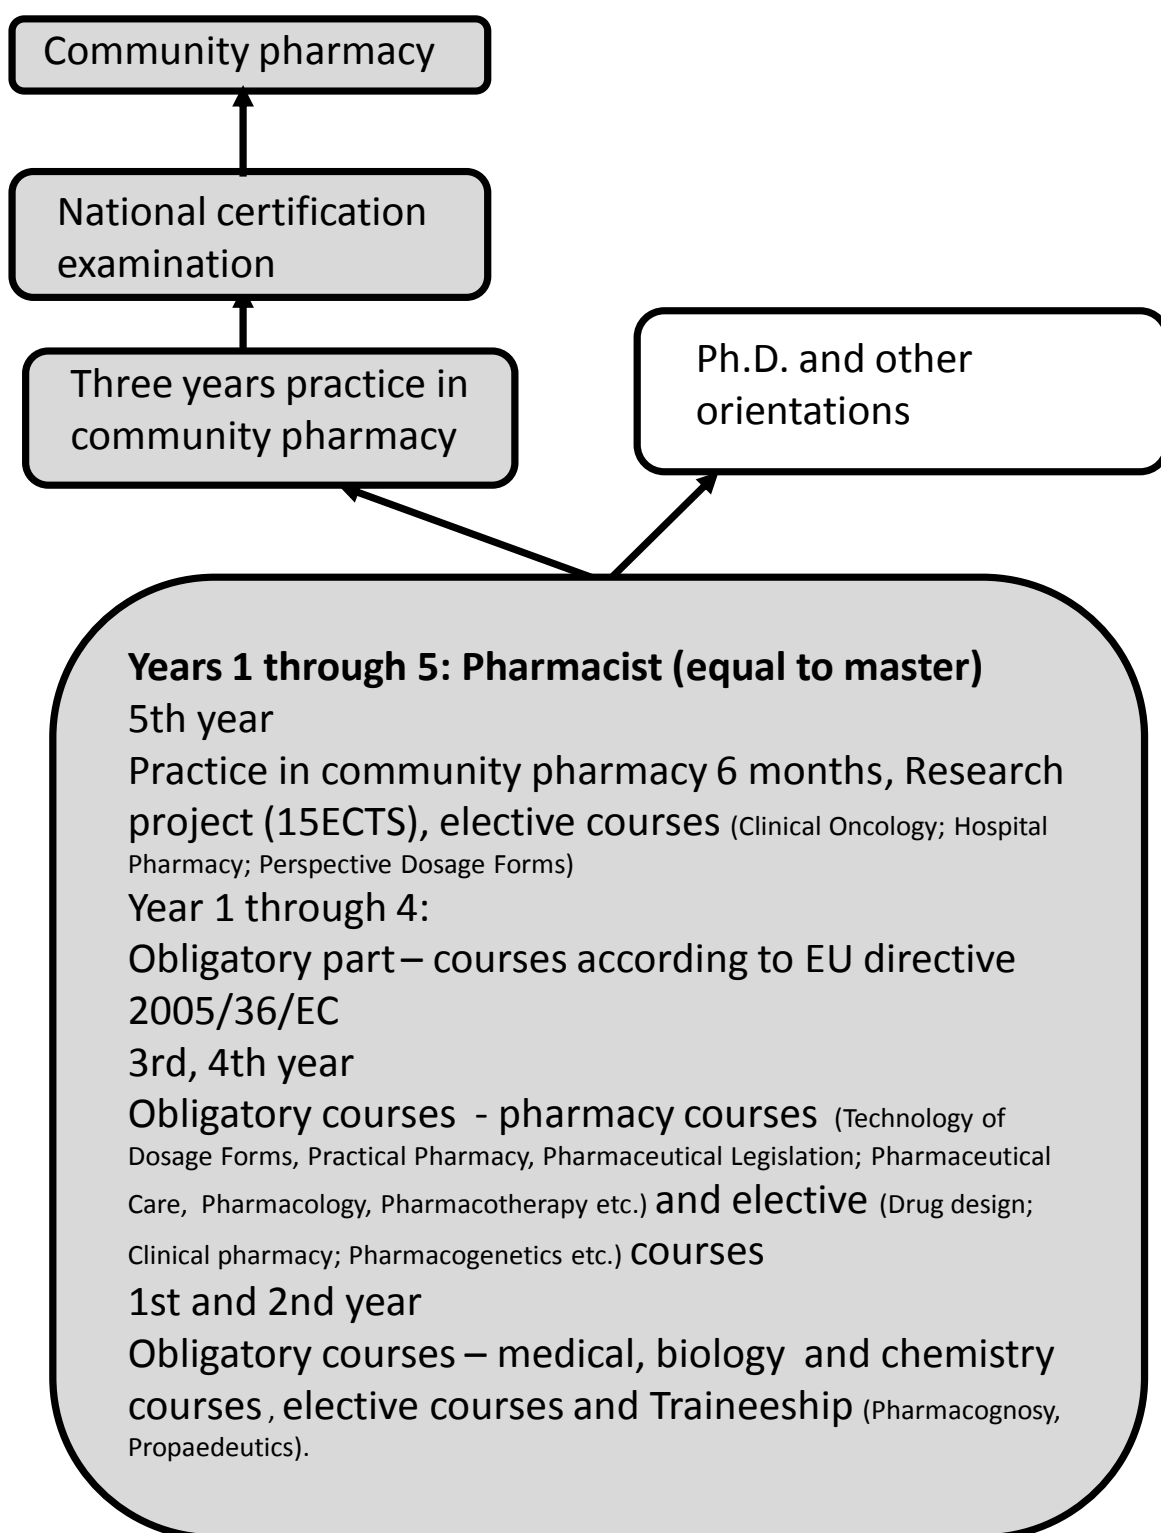 Community pharmacy
National certification
examination
Three years practice in
community pharmacy
Ph.D. and other
orientations
Years 1 through 5: Pharmacist (equal to master)
5th year
Practice in community pharmacy 6 months, Research
project (15ECTS), elective courses (Clinical Oncology; Hospital
Pharmacy; Perspective Dosage Forms)
Year 1 through 4:
Obligatory part – courses according to EU directive
2005/36/EC
3rd, 4th year
Obligatory courses - pharmacy courses (Technology of
Dosage Forms, Practical Pharmacy, Pharmaceutical Legislation; Pharmaceutical
Care, Pharmacology, Pharmacotherapy etc.) and elective (Drug design;
Clinical pharmacy; Pharmacogenetics etc.) courses
1st and 2nd year
Obligatory courses – medical, biology and chemistry
courses , elective courses and Traineeship (Pharmacognosy,
Propaedeutics).